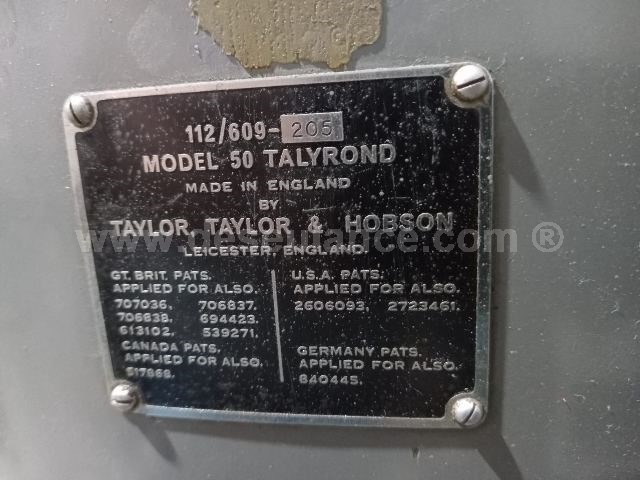 112/609-205
MODEL 50 TALYROND
MADE IN ENGLAND
BY
TAYLOR, TAYLOR & HOBSON
LEICESTER, ENGLAND.
GT. BRIT. PATS.
APPLIED FOR ALSO.
707036, 706837.
706838, 694423.
613102, 539271.
CANADA PATS.
APPLIED FOR ALSO.
517868.
U.S.A. PATS.
APPLIED FOR ALSO.
2606093, 2723461.
GERMANY PATS.
APPLIED FOR ALSO.
840445.